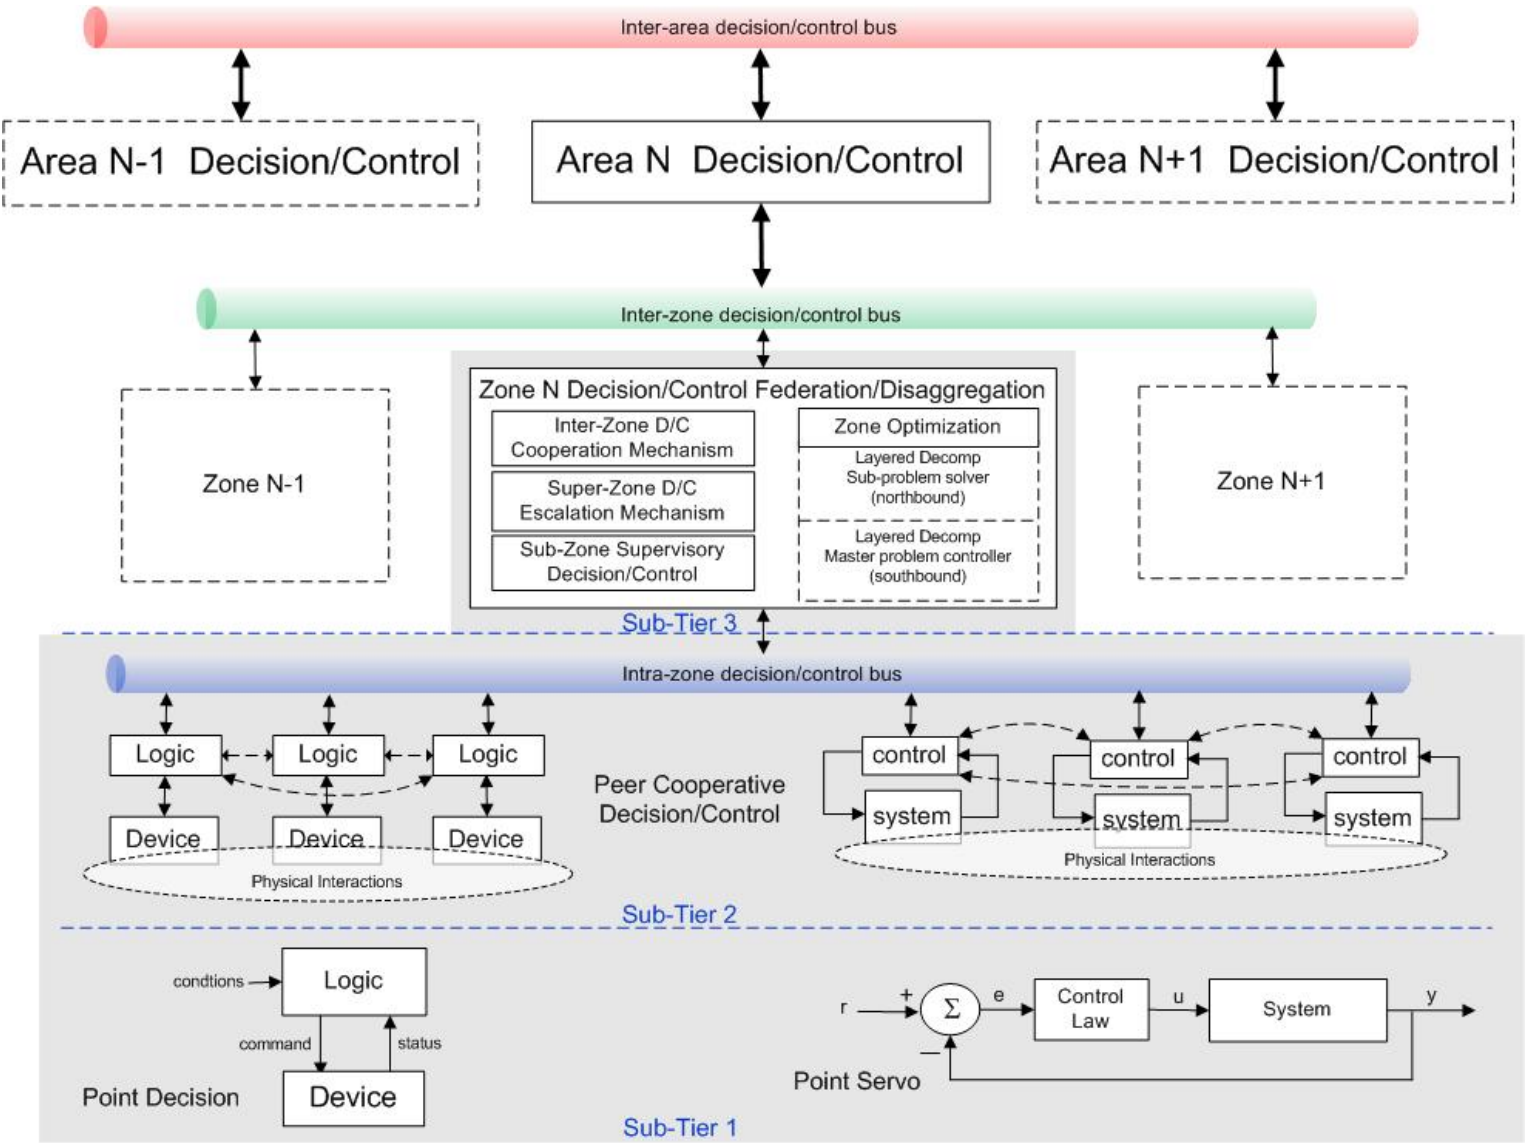 Inter-area decision/control bus
Area N-1 Decision/Control
Area N Decision/Control
Area N+1 Decision/Control
Inter-zone decision/control bus
Zone N-1
Zone N Decision/Control Federation/Disaggregation
Inter-Zone D/C
Cooperation Mechanism
Super-Zone D/C
Escalation Mechanism
Sub-Zone Supervisory
Decision/Control
Zone Optimization
Layered Decomp
Sub-problem solver
(northbound)
Layered Decomp
Master problem controller
(southbound)
Zone N+1
Sub-Tier 3
Intra-zone decision/control bus
Logic
Logic
Logic
Device
Device
Device
Physical Interactions
Peer Cooperative
Decision/Control
control
control
control
system
system
system
Physical Interactions
Sub-Tier 2
condtions
Logic
command
status
Device
Point Decision
r
+
Σ
—
e
Control
Law
u
System
y
Point Servo
Sub-Tier 1